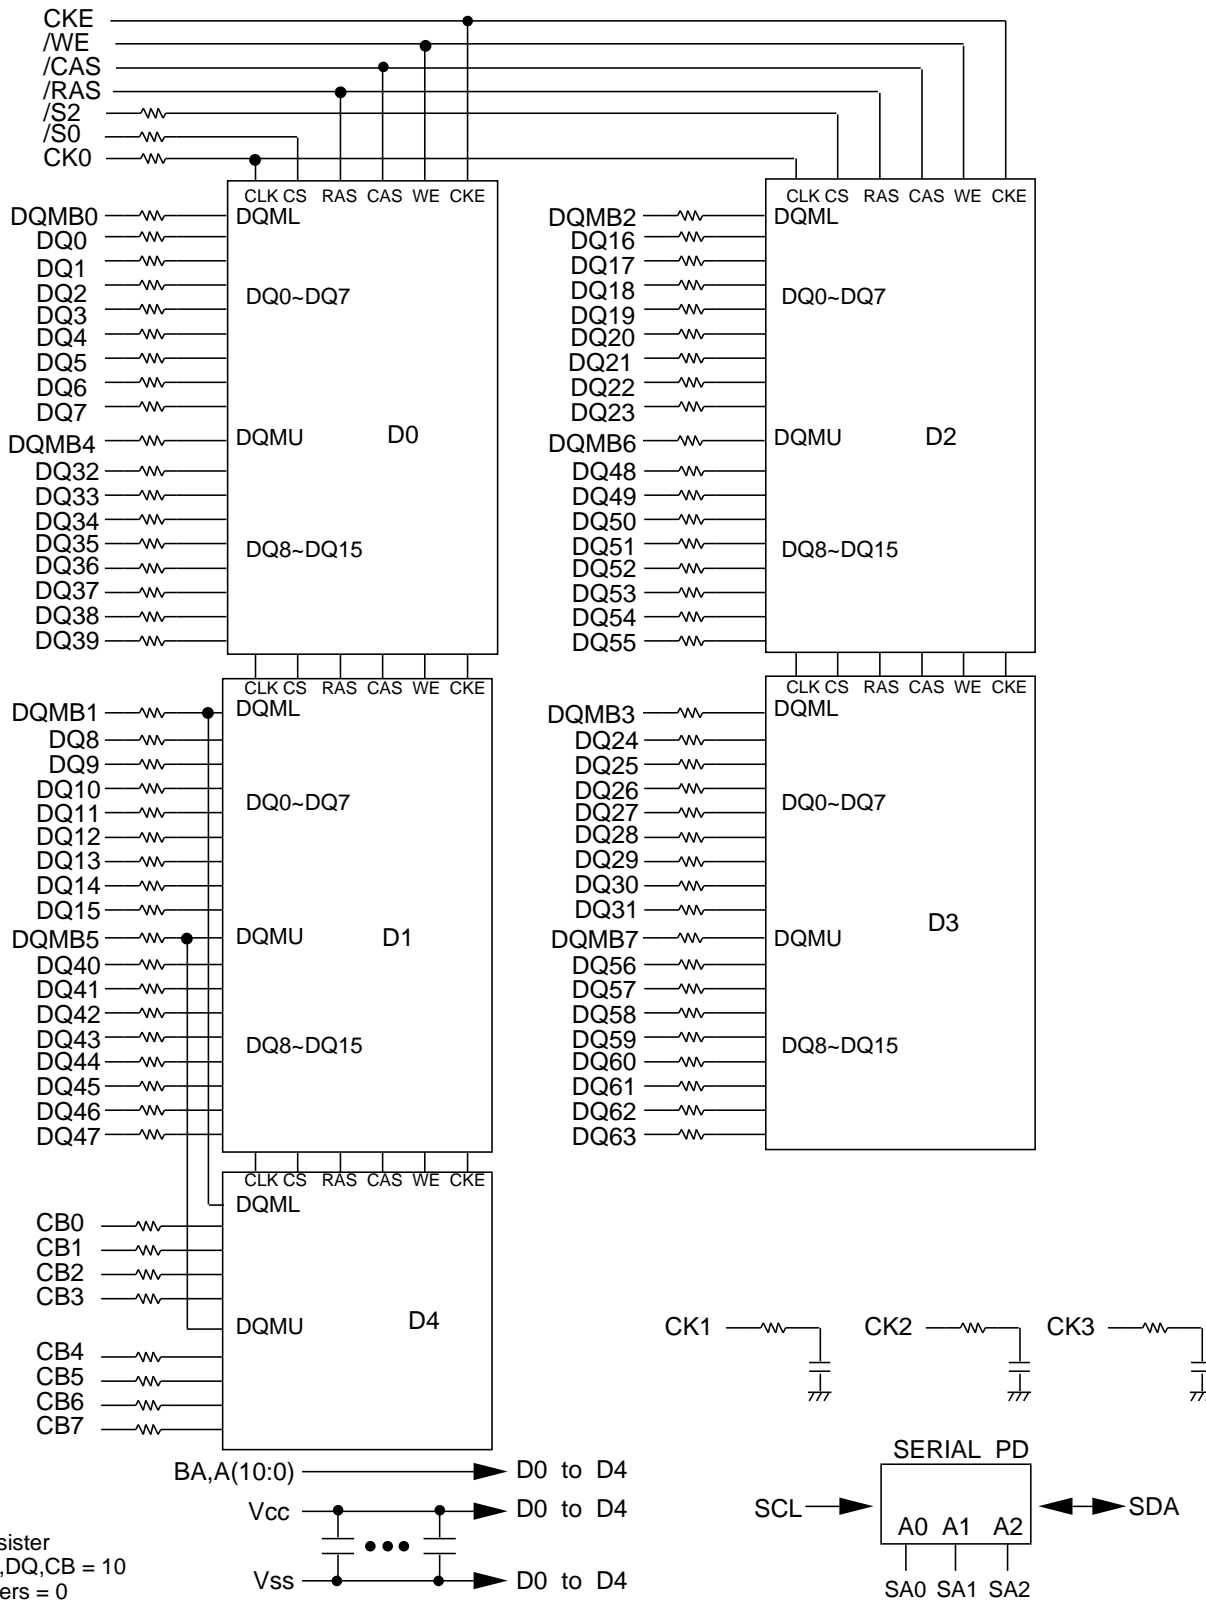 CKE
/WE
/CAS
/RAS
/S2
/S0
CK0
CLK CS RAS CAS WE CKE
DQMB0
DQ0
DQ1
DQ2
DQ3
DQ4
DQ5
DQ6
DQ7
DQMB4
DQ32
DQ33
DQ34
DQ35
DQ36
DQ37
DQ38
DQ39
DQML
DQ0~DQ7
DQMU D0
DQ8~DQ15
CLK CS RAS CAS WE CKE
DQMB2
DQ16
DQ17
DQ18
DQ19
DQ20
DQ21
DQ22
DQ23
DQMB6
DQ48
DQ49
DQ50
DQ51
DQ52
DQ53
DQ54
DQ55
DQML
DQ0~DQ7
DQMU D2
DQ8~DQ15
CLK CS RAS CAS WE CKE
DQMB1
DQ8
DQ9
DQ10
DQ11
DQ12
DQ13
DQ14
DQ15
DQMB5
DQ40
DQ41
DQ42
DQ43
DQ44
DQ45
DQ46
DQ47
DQML
DQ0~DQ7
DQMU D1
DQ8~DQ15
CLK CS RAS CAS WE CKE
DQMB3
DQ24
DQ25
DQ26
DQ27
DQ28
DQ29
DQ30
DQ31
DQMB7
DQ56
DQ57
DQ58
DQ59
DQ60
DQ61
DQ62
DQ63
DQML
DQ0~DQ7
DQMU D3
DQ8~DQ15
CLK CS RAS CAS WE CKE
CB0
CB1
CB2
CB3
CB4
CB5
CB6
CB7
DQML
DQMU D4
CK1 CK2 CK3
BA,A(10:0) D0 to D4
Vcc D0 to D4
Vss D0 to D4
SERIAL PD
SCL SDA
A0 A1 A2
SA0 SA1 SA2
sister
,DQ,CB = 10
ers = 0